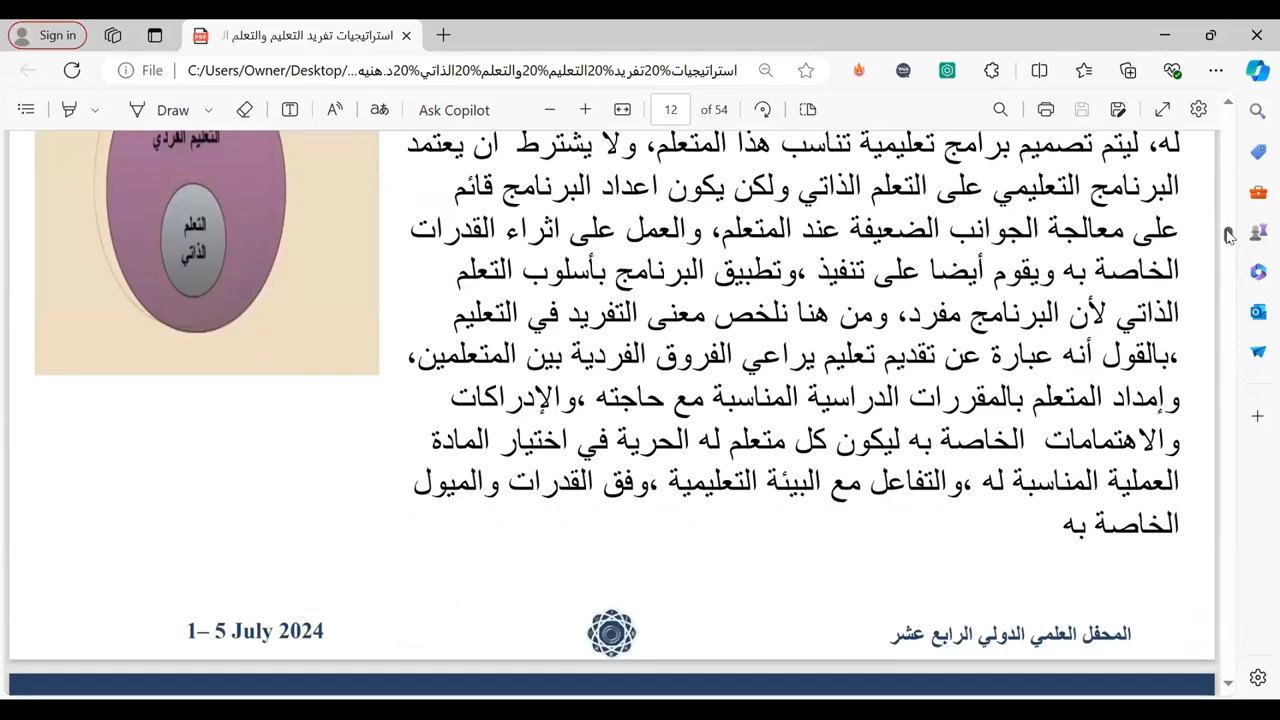 Sign in
استراتيجيات تفريد التعليم والتعلم ال
File
C:/Users/Owner/Desktop/استراتيجيات%20تفريد%20التعليم%20والتعلم%20الذاتي%20د.هنيه...
Draw
Ask Copilot
12 of 54
التعليم الفردي
التعلم
الذاتي
له، ليتم تصميم برامج تعليمية تناسب هذا المتعلم، ولا يشترط ان يعتمد
البرنامج التعليمي على التعلم الذاتي ولكن يكون اعداد البرنامج قائم
على معالجة الجوانب الضعيفة عند المتعلم، والعمل على اثراء القدرات
الخاصة به ويقوم أيضا على تنفيذ ،وتطبيق البرنامج بأسلوب التعلم
الذاتي لأن البرنامج مفرد، ومن هنا نلخص معنى التفريد في التعليم
،بالقول أنه عبارة عن تقديم تعليم يراعي الفروق الفردية بين المتعلمين،
وإمداد المتعلم بالمقررات الدراسية المناسبة مع حاجته ،والإدراكات
والاهتمامات الخاصة به ليكون كل متعلم له الحرية في اختيار المادة
العملية المناسبة له ،والتفاعل مع البيئة التعليمية ،وفق القدرات والميول
الخاصة به
المحفل العلمي الدولي الرابع عشر
1– 5 July 2024